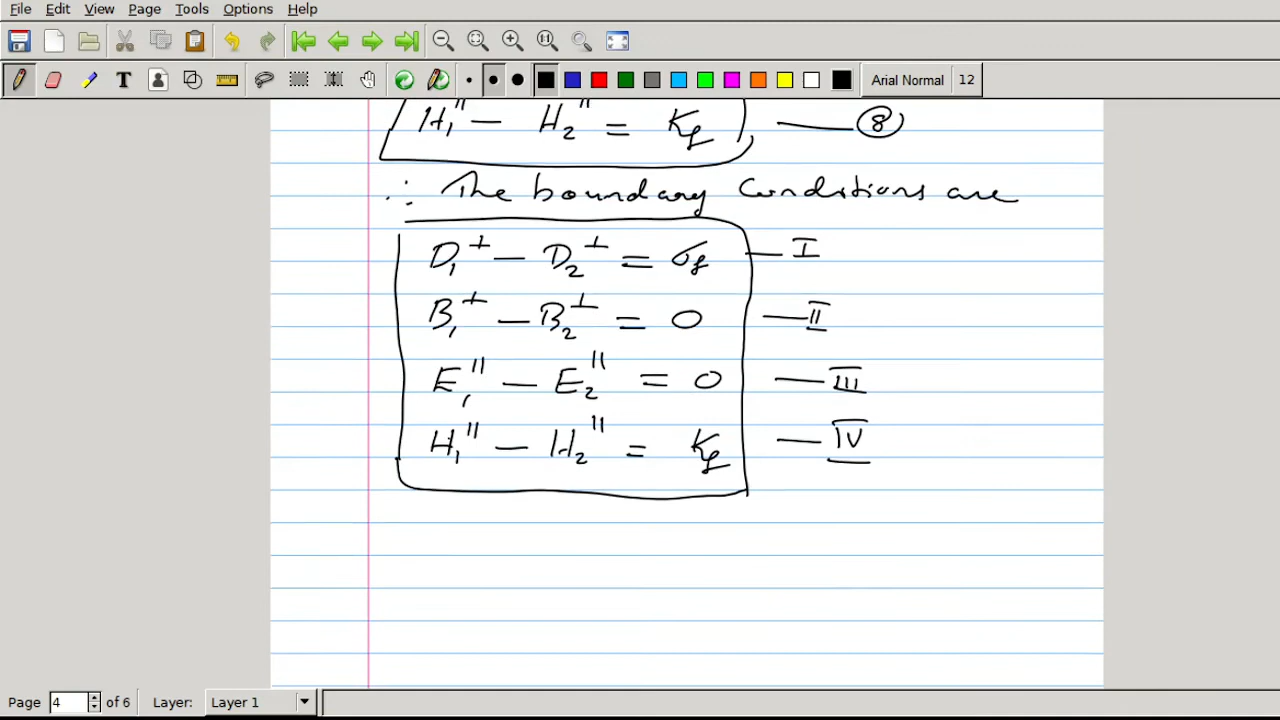 File Edit View Page Tools Options Help
Arial Normal 12
H₁" − H₂" = K_f, — ⑧
∴ The boundary Conditions are
D₁^⊥ − D₂^⊥ = σ_f — I
B₁^⊥ − B₂^⊥ = 0 — II
E₁" − E₂" = 0 — III
H₁" − H₂" = K_f — IV
Page 4 of 6 Layer: Layer 1